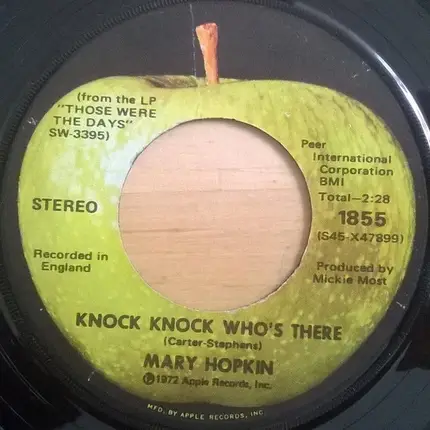 (from the LP
"THOSE WERE
THE DAYS"
SW-3395)
STEREO
Recorded in
England
Peer
International
Corporation
BMI
Total-2:28
1855
(S45-X47899)
Produced by
Mickie Most
KNOCK KNOCK WHO'S THERE
(Carter-Stephens)
MARY HOPKIN
Ⓟ1972 Apple Records, Inc.
MFD. BY APPLE RECORDS, INC.